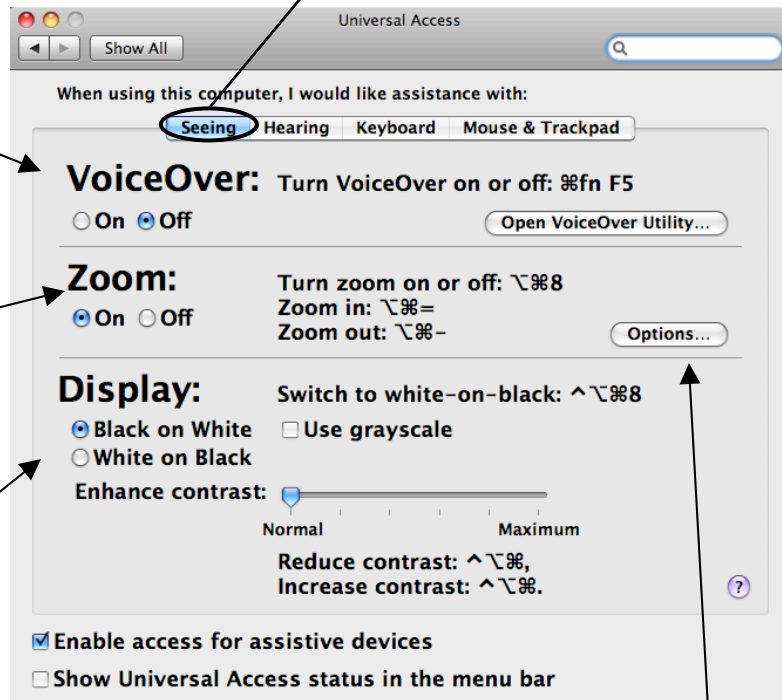 Universal Access
Show All
When using this computer, I would like assistance with:
Seeing Hearing Keyboard Mouse & Trackpad
VoiceOver: Turn VoiceOver on or off: ⌘fn F5
On Off Open VoiceOver Utility...
Zoom: Turn zoom on or off: ⌥⌘8
On Off Zoom in: ⌥⌘=
Zoom out: ⌥⌘- Options...
Display: Switch to white-on-black: ^⌥⌘8
Black on White Use grayscale
White on Black
Enhance contrast:
Normal Maximum
Reduce contrast: ^⌥⌘,
Increase contrast: ^⌥⌘. ?
Enable access for assistive devices
Show Universal Access status in the menu bar